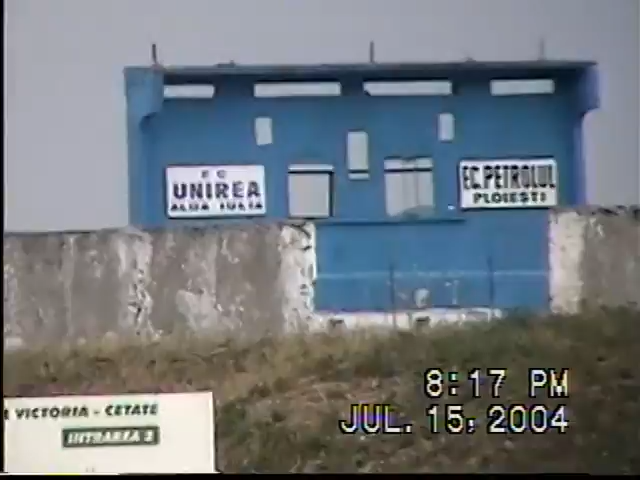 F C
UNIREA
ALBA IULIA
F.C. PETROLUL
PLOIESTI
VICTORIA - CETATE
INTRAREA 2
8:17 PM
JUL. 15, 2004